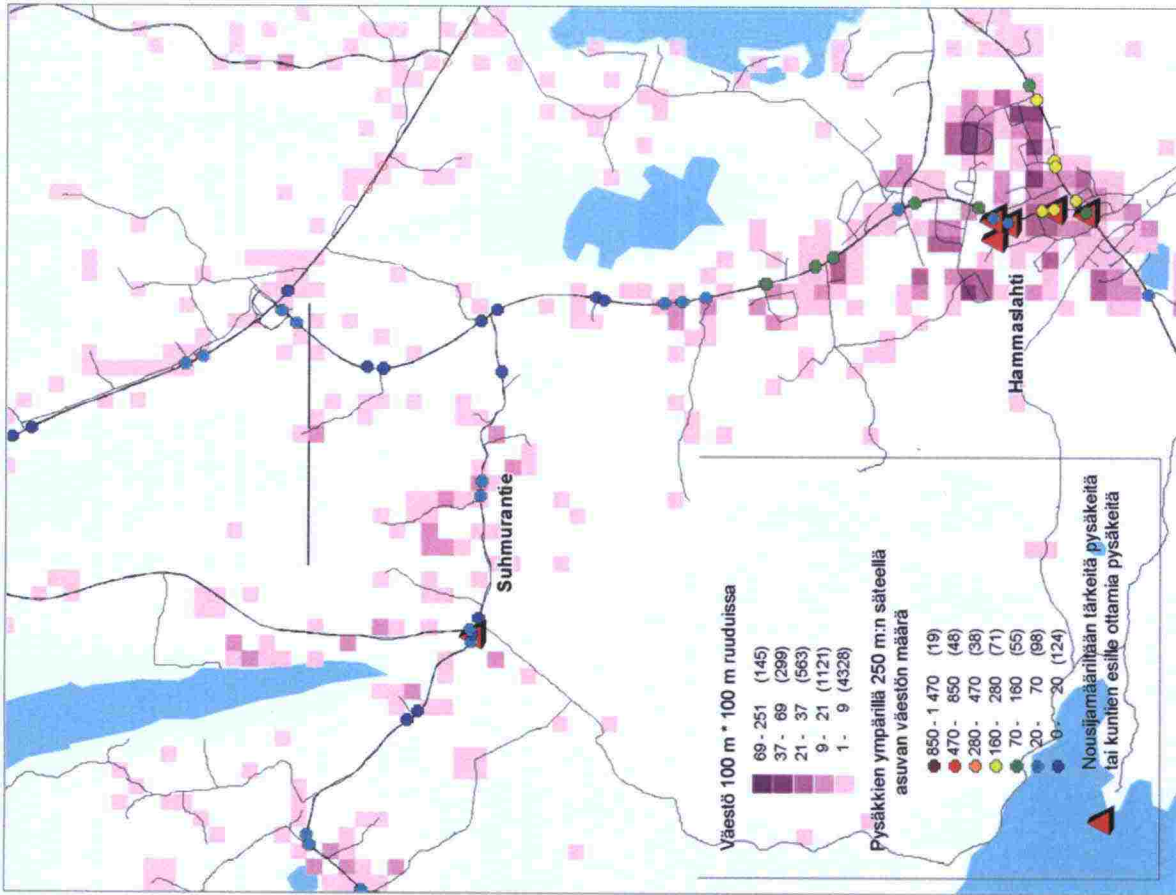 Suhmurantie
Hammaslahti
Väestö 100 m * 100 m ruuduissa
69 - 251 (145)
37 - 69 (299)
21 - 37 (563)
9 - 21 (1121)
1 - 9 (4328)
Pysäkkien ympärillä 250 m:n säteellä
asuvan väestön määrä
850 - 1 470 (19)
470 - 850 (48)
280 - 470 (38)
160 - 280 (71)
70 - 160 (55)
20 - 70 (98)
0 - 20 (124)
Nousijamääriltään tärkeitä pysäkeitä
tai kuntien esille ottamia pysäkeitä